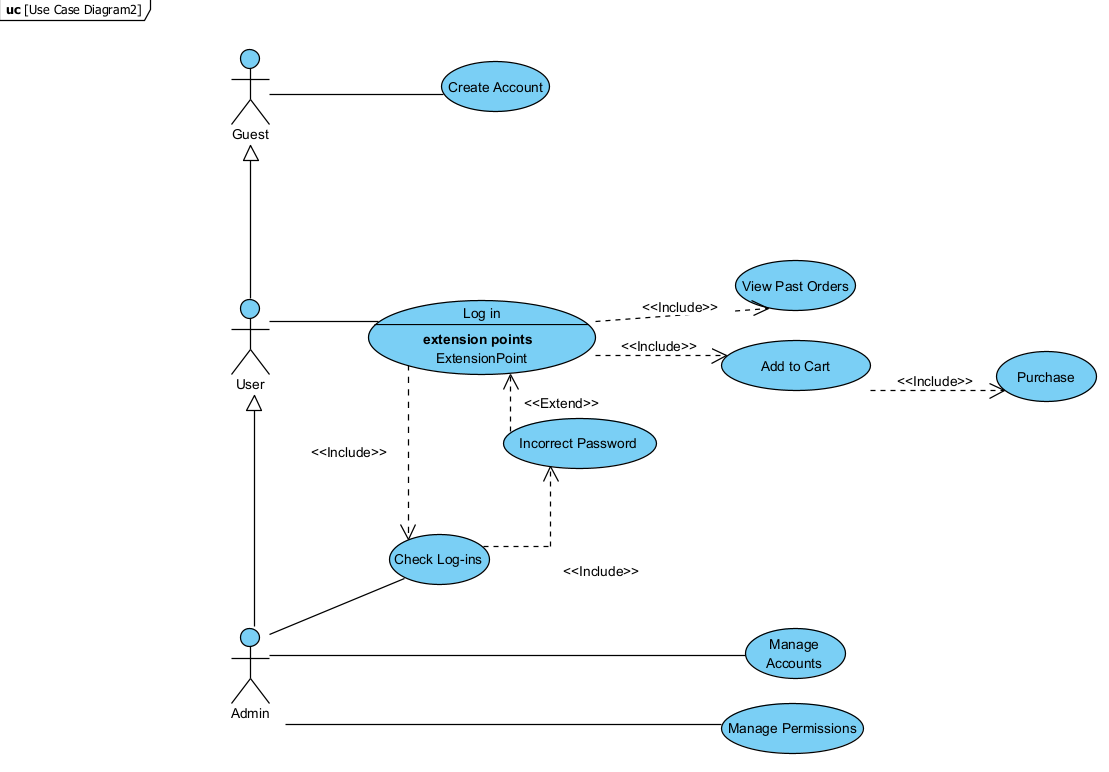 uc [Use Case Diagram2]
Create Account
Guest
View Past Orders
<<Include>>
Log in
extension points
ExtensionPoint
<<Include>>
Add to Cart
<<Include>>
Purchase
User
<<Extend>>
Incorrect Password
<<Include>>
Check Log-ins
<<Include>>
Manage
Accounts
Admin
Manage Permissions